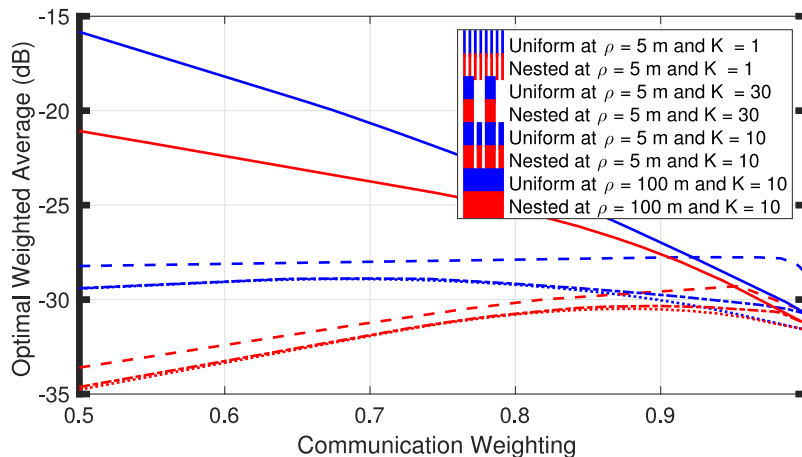 Optimal Weighted Average (dB)
-15
-20
-25
-30
-35
Uniform at ρ = 5 m and K = 1
Nested at ρ = 5 m and K = 1
Uniform at ρ = 5 m and K = 30
Nested at ρ = 5 m and K = 30
Uniform at ρ = 5 m and K = 10
Nested at ρ = 5 m and K = 10
Uniform at ρ = 100 m and K = 10
Nested at ρ = 100 m and K = 10
0.5 0.6 0.7 0.8 0.9
Communication Weighting